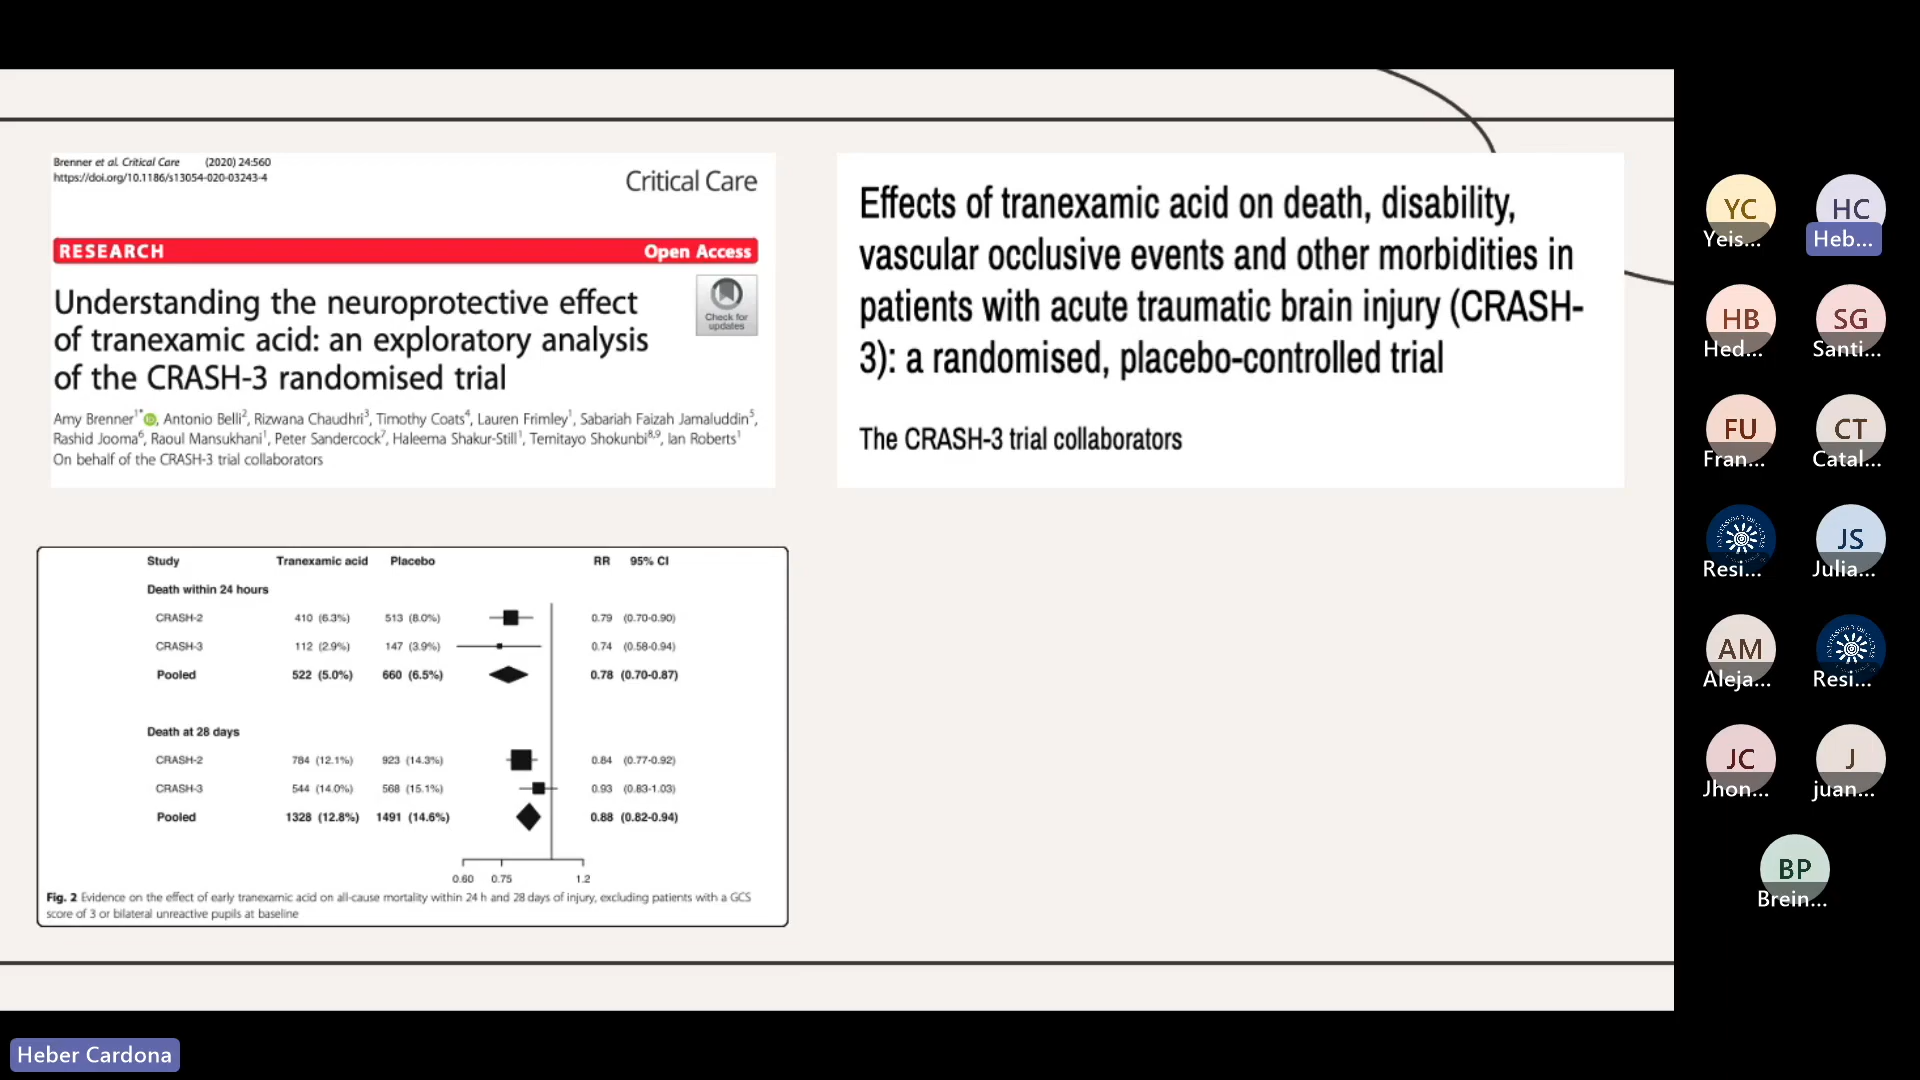 Brenner et al. Critical Care (2020) 24:560
https://doi.org/10.1186/s13054-020-03243-4
Critical Care
RESEARCH Open Access
Understanding the neuroprotective effect
of tranexamic acid: an exploratory analysis
of the CRASH-3 randomised trial
Check for
updates
Amy Brenner1*, Antonio Belli2, Rizwana Chaudhri3, Timothy Coats4, Lauren Frimley1, Sabariah Faizah Jamaluddin5,
Rashid Jooma6, Raoul Mansukhani1, Peter Sandercock7, Haleema Shakur-Still1, Temitayo Shokunbi8,9, Ian Roberts1
On behalf of the CRASH-3 trial collaborators
Effects of tranexamic acid on death, disability,
vascular occlusive events and other morbidities in
patients with acute traumatic brain injury (CRASH-
3): a randomised, placebo-controlled trial
The CRASH-3 trial collaborators
Study Tranexamic acid Placebo RR 95% CI
Death within 24 hours
CRASH-2 410 (6.3%) 513 (8.0%) 0.79 (0.70-0.90)
CRASH-3 112 (2.9%) 147 (3.9%) 0.74 (0.58-0.94)
Pooled 522 (5.0%) 660 (6.5%) 0.78 (0.70-0.87)
Death at 28 days
CRASH-2 784 (12.1%) 923 (14.3%) 0.84 (0.77-0.92)
CRASH-3 544 (14.0%) 568 (15.1%) 0.93 (0.83-1.03)
Pooled 1328 (12.8%) 1491 (14.6%) 0.88 (0.82-0.94)
0.60 0.75 1.2
Fig. 2 Evidence on the effect of early tranexamic acid on all-cause mortality within 24 h and 28 days of injury, excluding patients with a GCS
score of 3 or bilateral unreactive pupils at baseline
YC HC
Yeis... Heb...
HB SG
Hed... Santi...
FU CT
Fran... Catal...
JS
Resi... Julia...
AM
Aleja... Resi...
JC J
Jhon... juan...
BP
Brein...
Heber Cardona